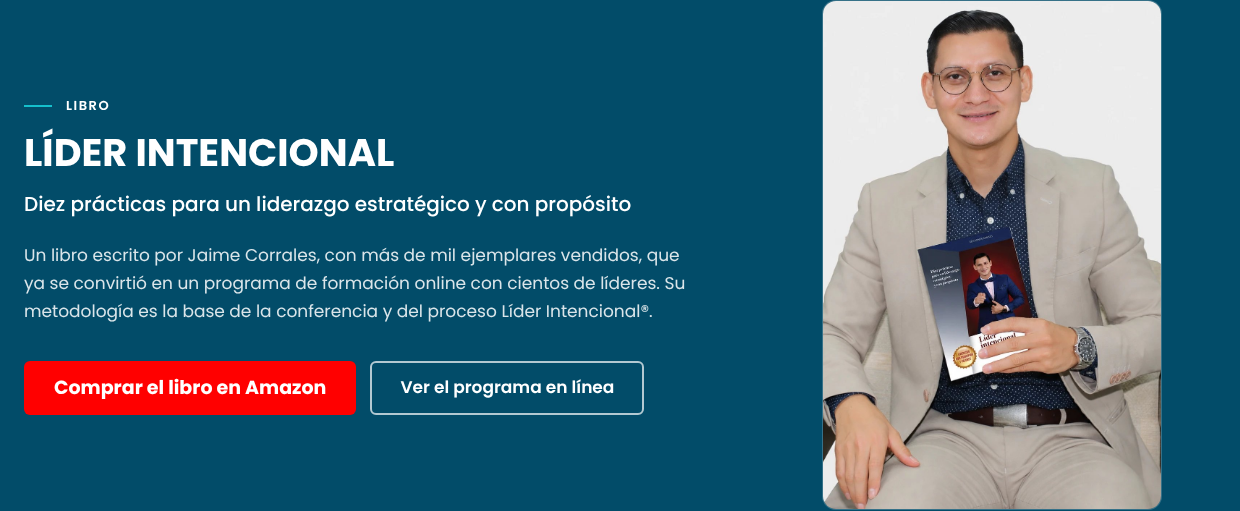 LIBRO
LÍDER INTENCIONAL
Diez prácticas para un liderazgo estratégico y con propósito
Un libro escrito por Jaime Corrales, con más de mil ejemplares vendidos, que
ya se convirtió en un programa de formación online con cientos de líderes. Su
metodología es la base de la conferencia y del proceso Líder Intencional®.
Comprar el libro en Amazon
Ver el programa en línea
Líder
intencional